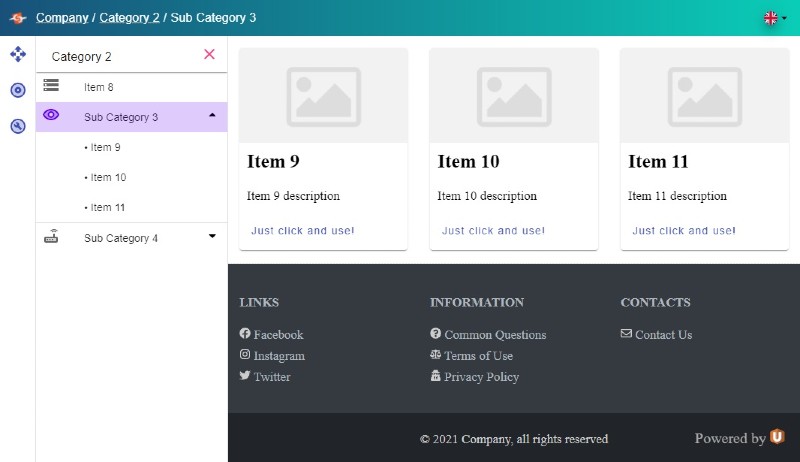 Company / Category 2 / Sub Category 3
Category 2
Item 8
Sub Category 3
• Item 9
• Item 10
• Item 11
Sub Category 4
Item 9
Item 9 description
Just click and use!
Item 10
Item 10 description
Just click and use!
Item 11
Item 11 description
Just click and use!
LINKS
Facebook
Instagram
Twitter
INFORMATION
Common Questions
Terms of Use
Privacy Policy
CONTACTS
Contact Us
© 2021 Company, all rights reserved
Powered by U